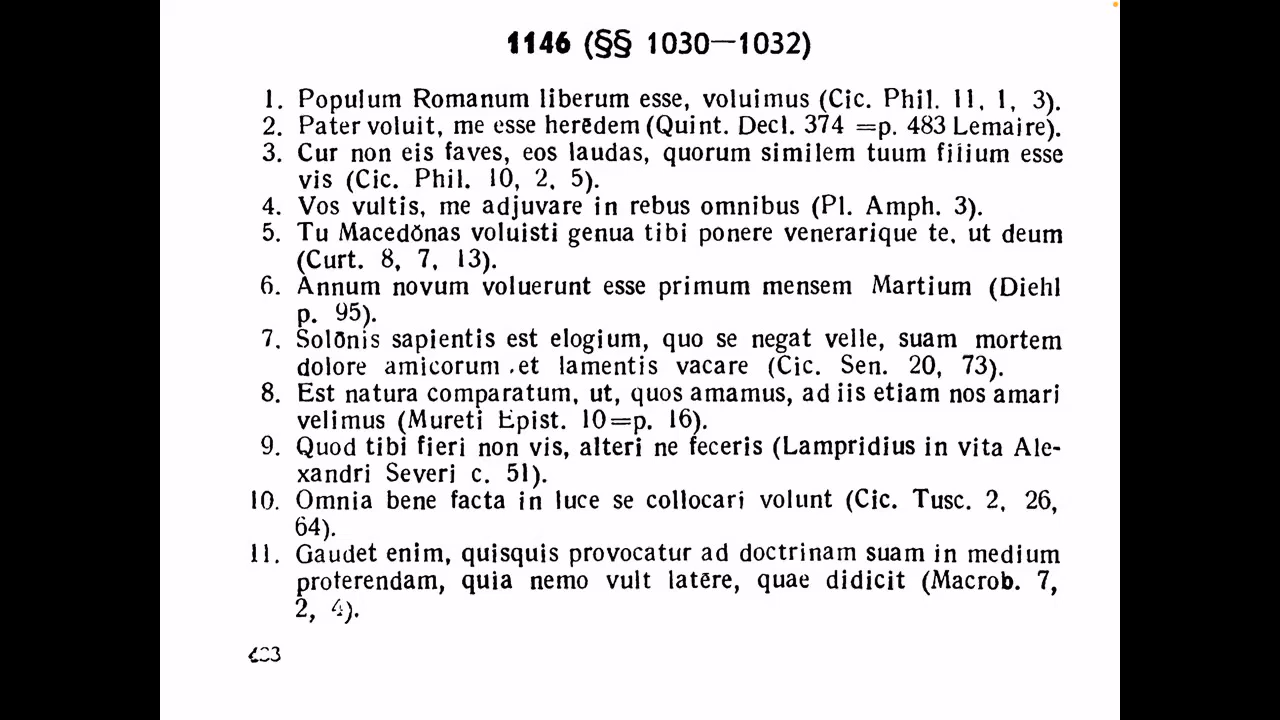 1146 (§§ 1030—1032)
1. Populum Romanum liberum esse, voluimus (Cic. Phil. 11, 1, 3).
2. Pater voluit, me esse herēdem (Quint. Decl. 374 =p. 483 Lemaire).
3. Cur non eis faves, eos laudas, quorum similem tuum filium esse
vis (Cic. Phil. 10, 2, 5).
4. Vos vultis, me adjuvare in rebus omnibus (Pl. Amph. 3).
5. Tu Macedŏnas voluisti genua tibi ponere venerarique te, ut deum
(Curt. 8, 7, 13).
6. Annum novum voluerunt esse primum mensem Martium (Diehl
p. 95).
7. Solōnis sapientis est elogium, quo se negat velle, suam mortem
dolore amicorum et lamentis vacare (Cic. Sen. 20, 73).
8. Est natura comparatum, ut, quos amamus, ad iis etiam nos amari
velimus (Mureti Epist. 10=p. 16).
9. Quod tibi fieri non vis, alteri ne feceris (Lampridius in vita Ale-
xandri Severi c. 51).
10. Omnia bene facta in luce se collocari volunt (Cic. Tusc. 2, 26,
64).
11. Gaudet enim, quisquis provocatur ad doctrinam suam in medium
proterendam, quia nemo vult latēre, quae didicit (Macrob. 7,
2, 4).